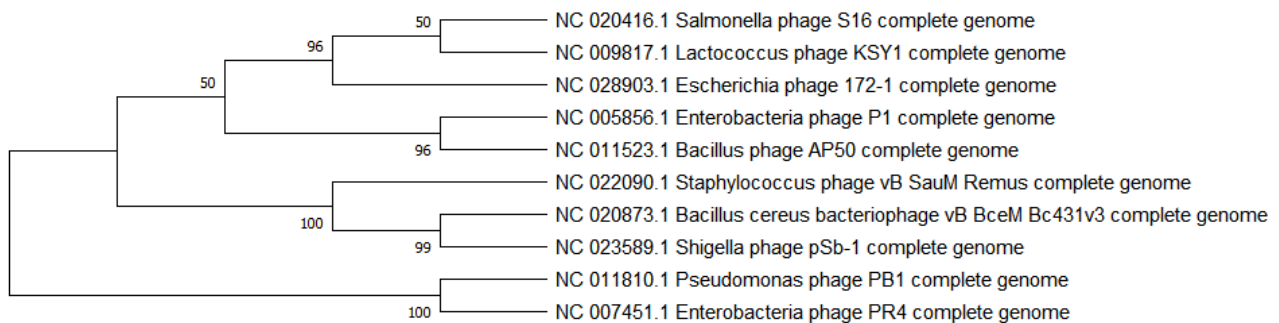 50
NC 020416.1 Salmonella phage S16 complete genome
96
NC 009817.1 Lactococcus phage KSY1 complete genome
50
NC 028903.1 Escherichia phage 172-1 complete genome
NC 005856.1 Enterobacteria phage P1 complete genome
96
NC 011523.1 Bacillus phage AP50 complete genome
NC 022090.1 Staphylococcus phage vB SauM Remus complete genome
100
NC 020873.1 Bacillus cereus bacteriophage vB BceM Bc431v3 complete genome
99
NC 023589.1 Shigella phage pSb-1 complete genome
NC 011810.1 Pseudomonas phage PB1 complete genome
100
NC 007451.1 Enterobacteria phage PR4 complete genome